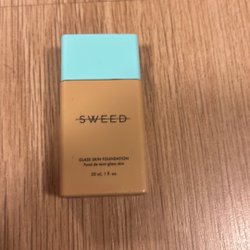 SWEED
GLASS SKIN FOUNDATION
Fond de teint glass skin
30 ml, 1 fl. oz